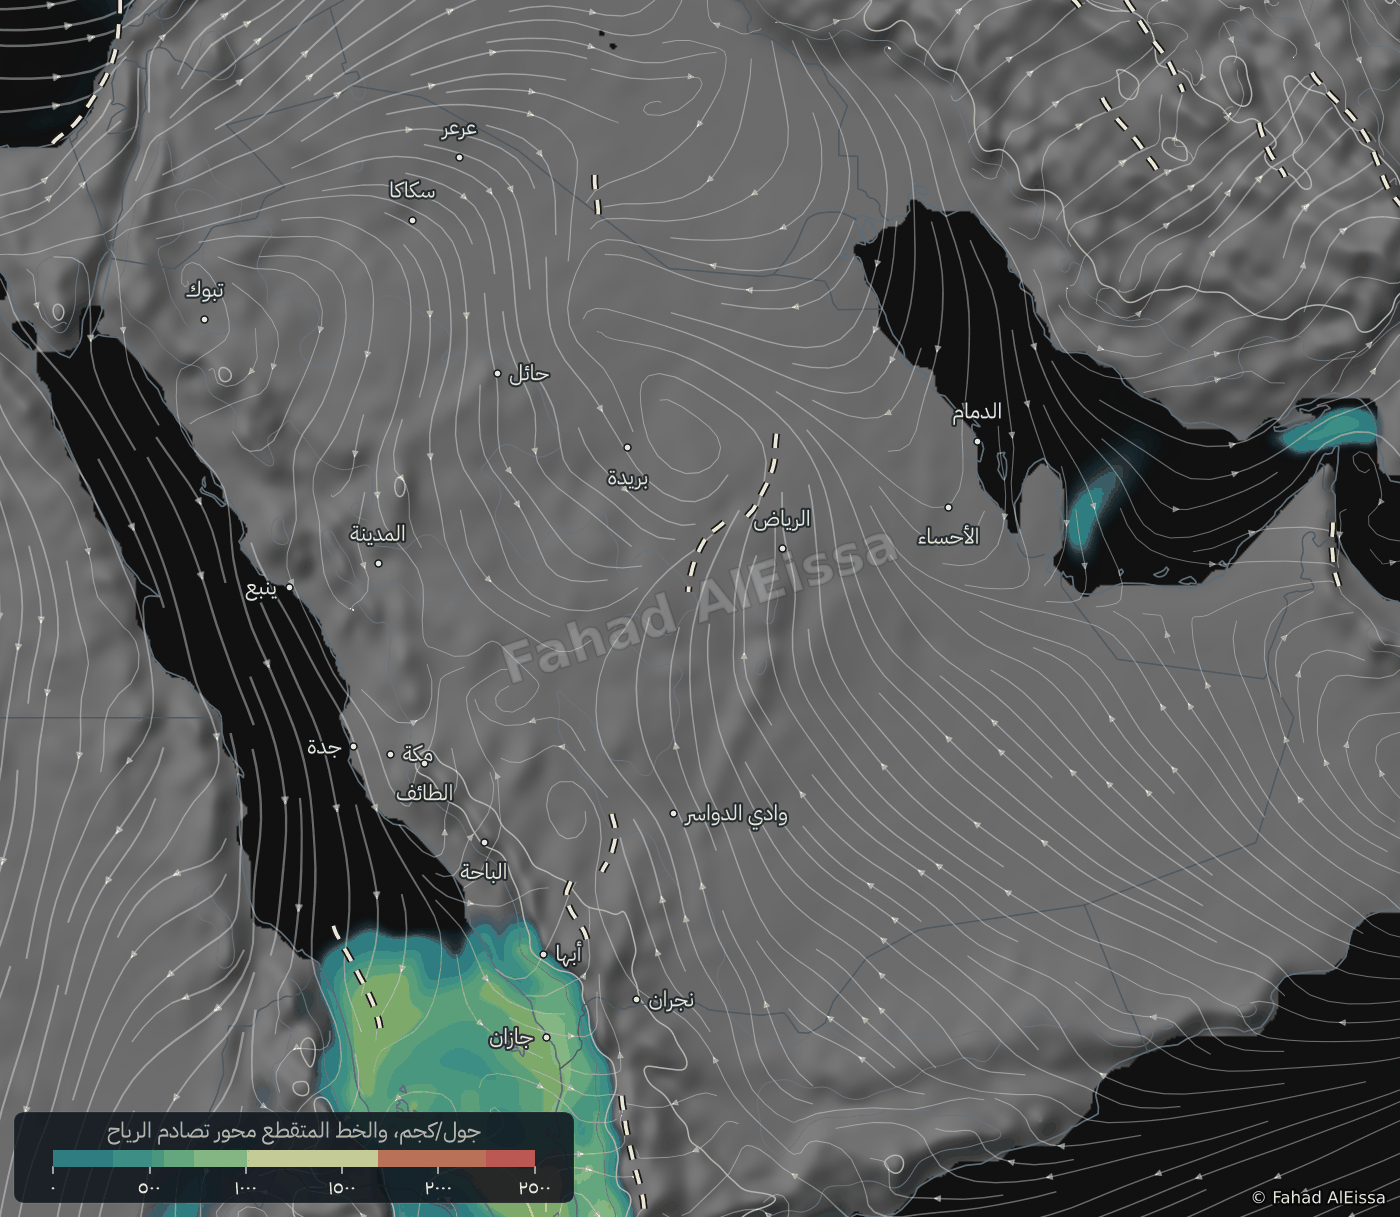 عرعر
سكاكا
تبوك
حائل
الدمام
بريدة
الرياض
الأحساء
المدينة
ينبع
Fahad AlEissa
جدة
مكة
الطائف
وادي الدواسر
الباحة
أبها
نجران
جازان
جول/كجم، والخط المتقطع محور تصادم الرياح
٠ ٥٠٠ ١٠٠٠ ١٥٠٠ ٢٠٠٠ ٢٥٠٠
© Fahad AlEissa